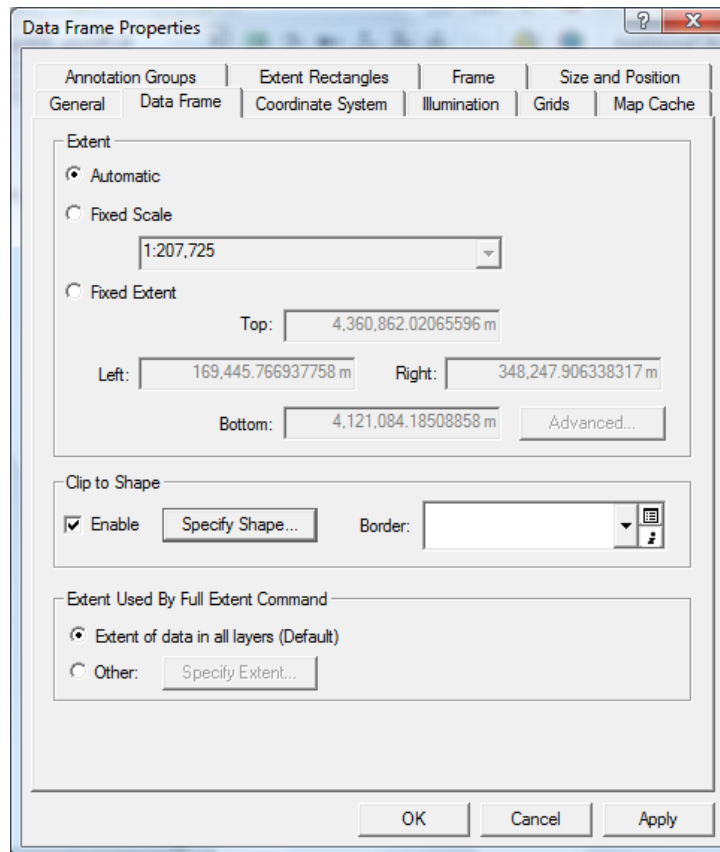 Data Frame Properties
?
X
Annotation Groups Extent Rectangles Frame Size and Position
General Data Frame Coordinate System Illumination Grids Map Cache
Extent
Automatic
Fixed Scale
1:207,725
Fixed Extent
Top: 4,360,862.02065596 m
Left: 169,445.766937758 m Right: 348,247.906338317 m
Bottom: 4,121,084.18508858 m Advanced...
Clip to Shape
Enable Specify Shape... Border:
Extent Used By Full Extent Command
Extent of data in all layers (Default)
Other: Specify Extent...
OK Cancel Apply